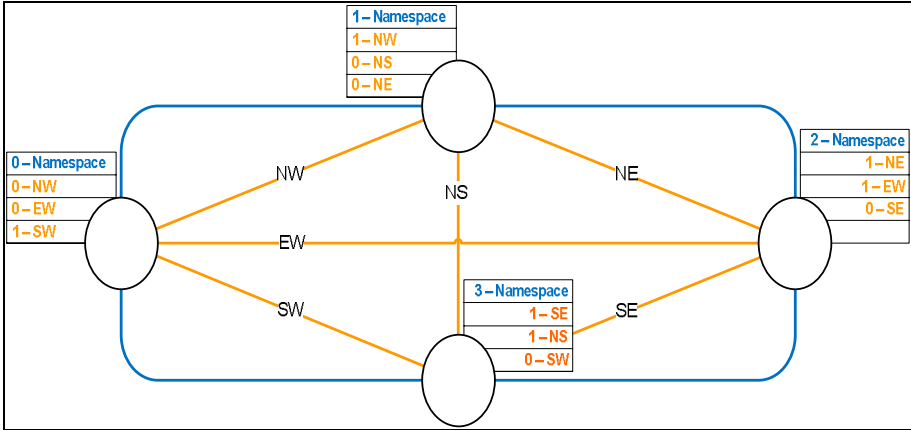 1 – Namespace
1 – NW
0 – NS
0 – NE
0 – Namespace
0 – NW
0 – EW
1 – SW
2 – Namespace
1 – NE
1 – EW
0 – SE
NW
NS
NE
EW
SW
3 – Namespace
1 – SE
1 – NS
0 – SW
SE